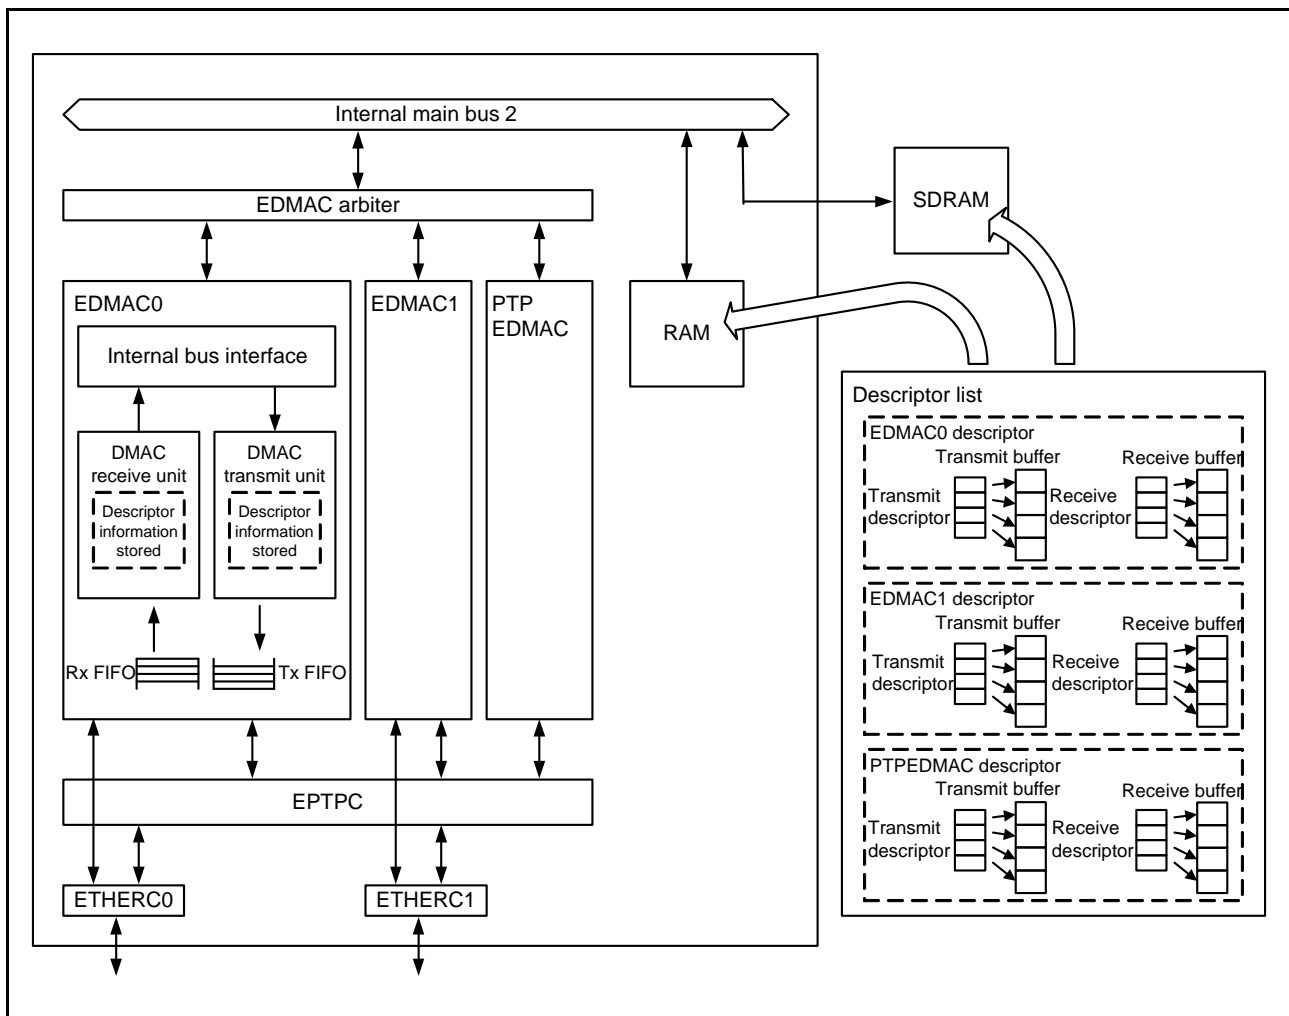 Internal main bus 2
EDMAC arbiter
SDRAM
EDMAC0
EDMAC1
PTP
EDMAC
RAM
Internal bus interface
DMAC
receive unit
Descriptor
information
stored
DMAC
transmit unit
Descriptor
information
stored
Rx FIFO
Tx FIFO
EPTPC
ETHERC0
ETHERC1
Descriptor list
EDMAC0 descriptor
Transmit buffer
Receive buffer
Transmit
descriptor
Receive
descriptor
EDMAC1 descriptor
Transmit buffer
Receive buffer
Transmit
descriptor
Receive
descriptor
PTPEDMAC descriptor
Transmit buffer
Receive buffer
Transmit
descriptor
Receive
descriptor